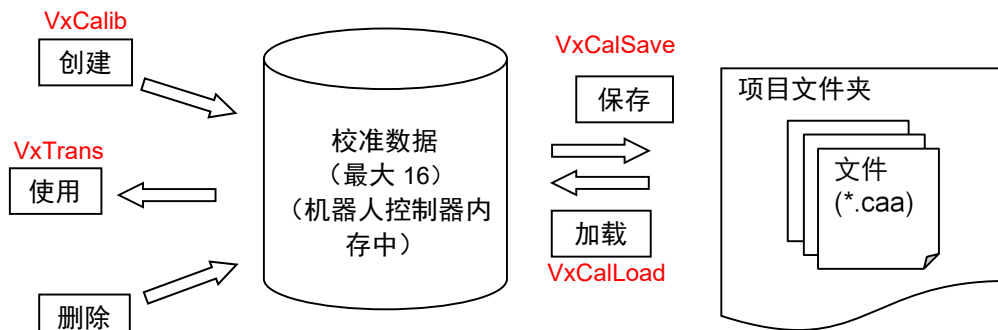 VxCalib
创建
VxTrans
使用
删除
校准数据
（最大 16）
（机器人控制器内
存中）
VxCalSave
保存
加载
VxCalLoad
项目文件夹
文件
(*.caa)